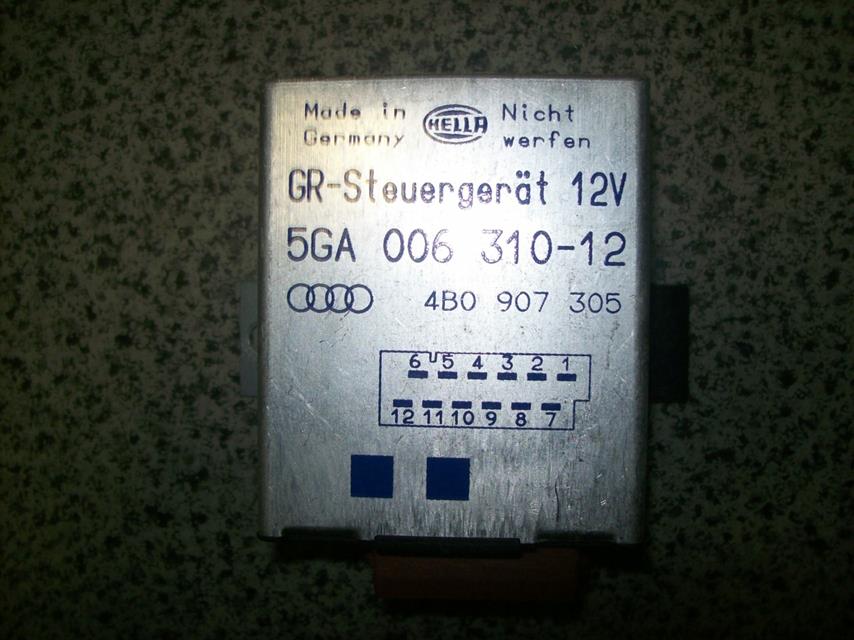 Made in HELLA Nicht
Germany werfen
GR-Steuergerät 12V
5GA 006 310-12
4B0 907 305
6 5 4 3 2 1
12 11 10 9 8 7